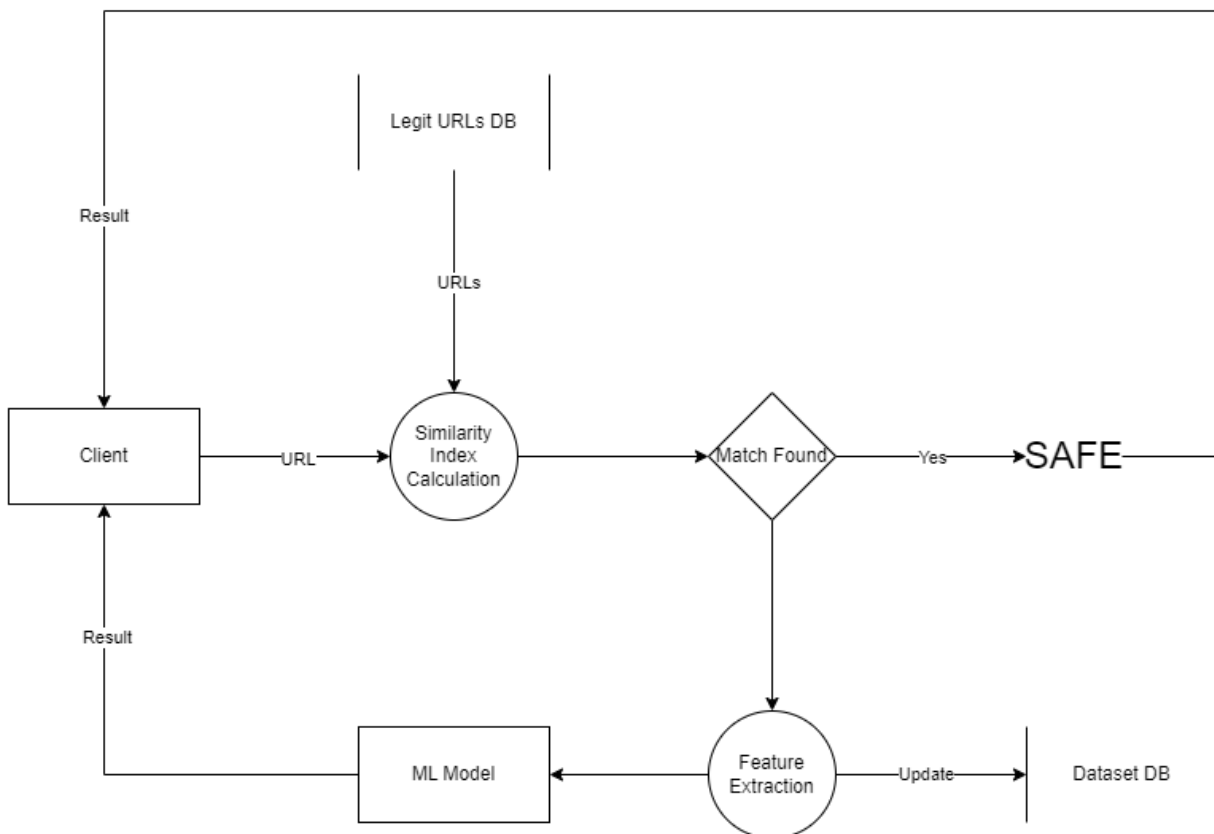 Legit URLs DB
Result
URLs
Client
URL
Similarity
Index
Calculation
Match Found
Yes
SAFE
Result
ML Model
Feature
Extraction
Update
Dataset DB